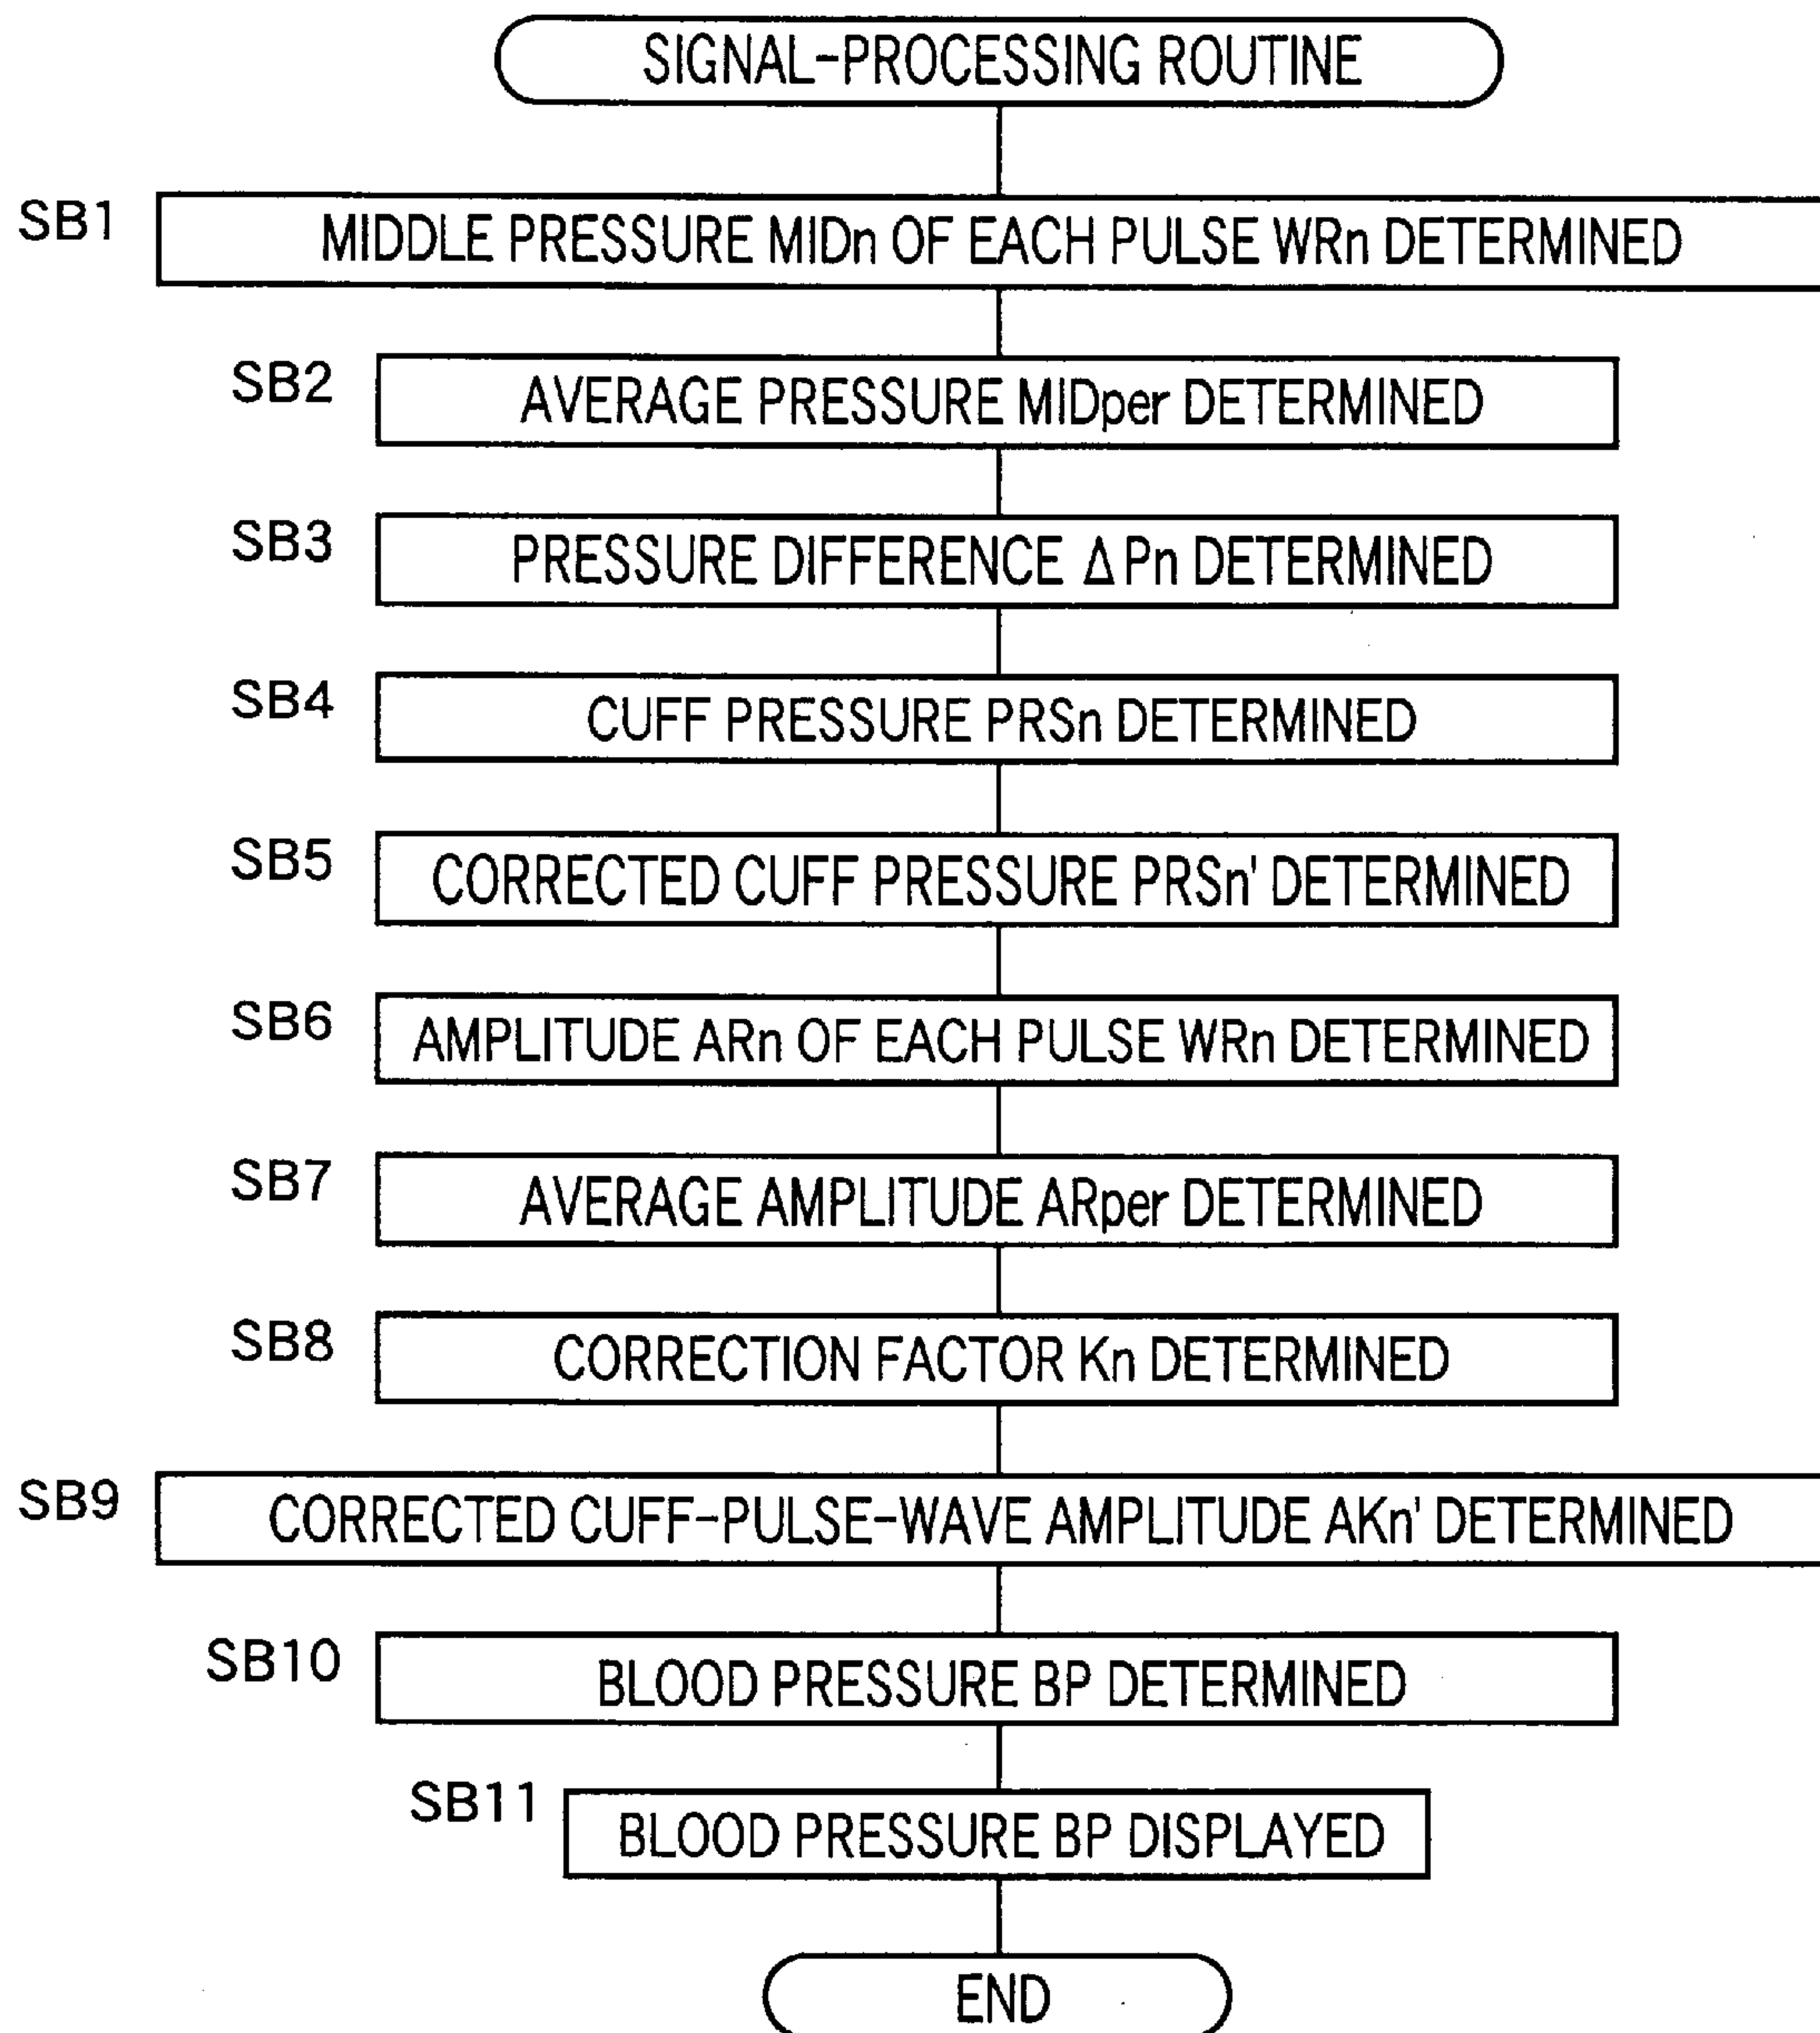 SIGNAL-PROCESSING ROUTINE
SB1 MIDDLE PRESSURE MIDn OF EACH PULSE WRn DETERMINED
SB2 AVERAGE PRESSURE MIDper DETERMINED
SB3 PRESSURE DIFFERENCE ΔPn DETERMINED
SB4 CUFF PRESSURE PRSn DETERMINED
SB5 CORRECTED CUFF PRESSURE PRSn' DETERMINED
SB6 AMPLITUDE ARn OF EACH PULSE WRn DETERMINED
SB7 AVERAGE AMPLITUDE ARper DETERMINED
SB8 CORRECTION FACTOR Kn DETERMINED
SB9 CORRECTED CUFF-PULSE-WAVE AMPLITUDE AKn' DETERMINED
SB10 BLOOD PRESSURE BP DETERMINED
SB11 BLOOD PRESSURE BP DISPLAYED
END